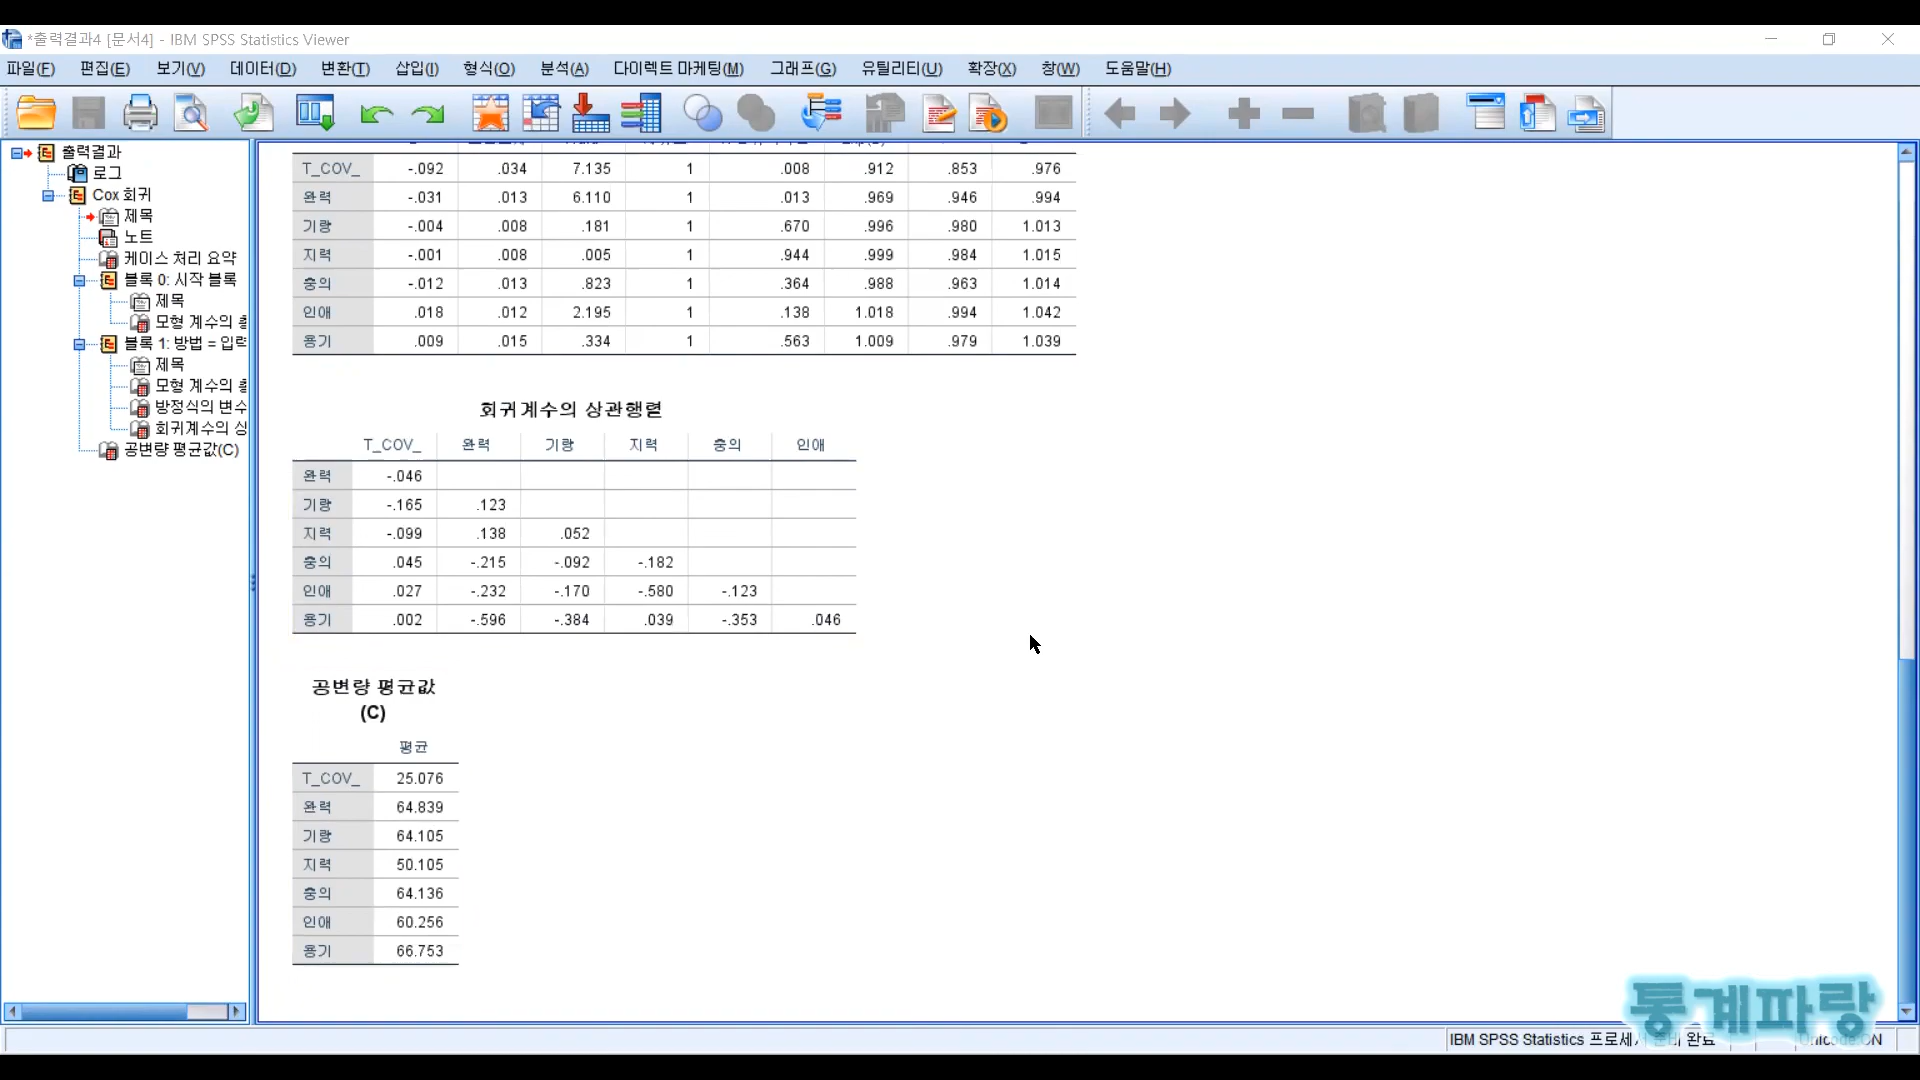 *출력결과4 [문서4] - IBM SPSS Statistics Viewer
파일(F) 편집(E) 보기(V) 데이터(D) 변환(T) 삽입(I) 형식(O) 분석(A) 다이렉트 마케팅(M) 그래프(G) 유틸리티(U) 확장(X) 창(W) 도움말(H)
출력결과
로그
Cox 회귀
제목
노트
케이스 처리 요약
블록 0: 시작 블록
제목
모형 계수의
블록 1: 방법 = 입력
제목
모형 계수의
방정식의 변수
회귀계수의
공변량 평균값(C)
T_COV_ -.092 .034 7.135 1 .008 .912 .853 .976
완력 -.031 .013 6.110 1 .013 .969 .946 .994
기량 -.004 .008 .181 1 .670 .996 .980 1.013
지력 -.001 .008 .005 1 .944 .999 .984 1.015
충의 -.012 .013 .823 1 .364 .988 .963 1.014
인애 .018 .012 2.195 1 .138 1.018 .994 1.042
용기 .009 .015 .334 1 .563 1.009 .979 1.039
회귀계수의 상관행렬
T_COV_ 완력 기량 지력 충의 인애
완력 -.046
기량 -.165 .123
지력 -.099 .138 .052
충의 .045 -.215 -.092 -.182
인애 .027 -.232 -.170 -.580 -.123
용기 .002 -.596 -.384 .039 -.353 .046
공변량 평균값
(C)
평균
T_COV_ 25.076
완력 64.839
기량 64.105
지력 50.105
충의 64.136
인애 60.256
용기 66.753
통계파랑
IBM SPSS Statistics 완료 Unicode:ON